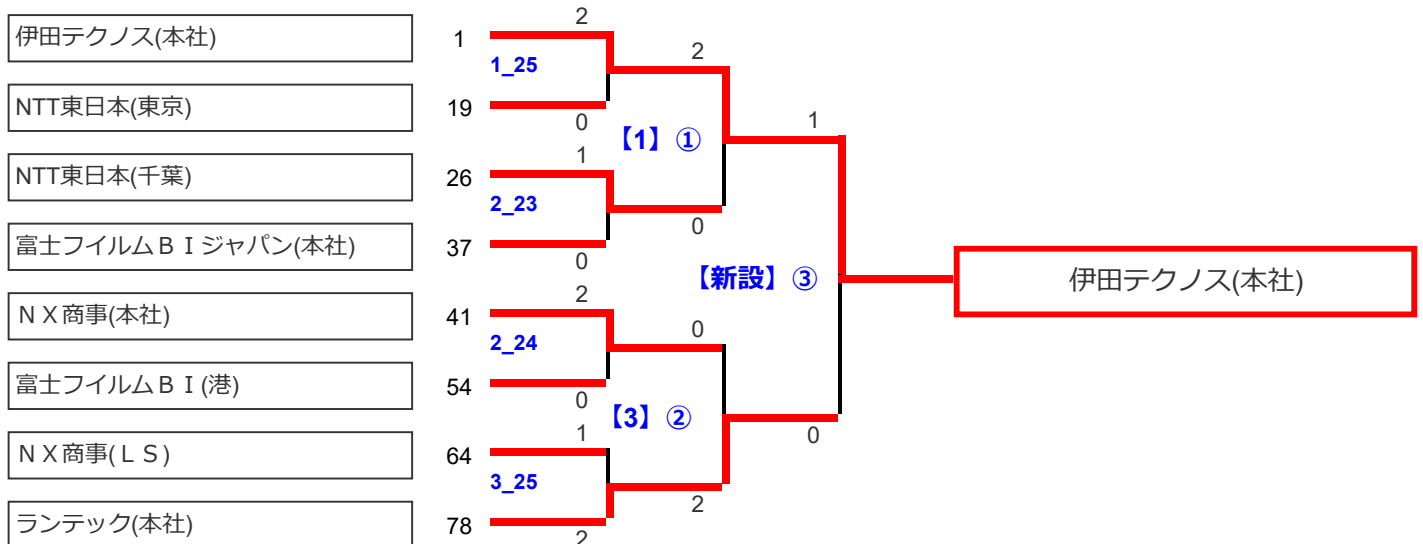 2
伊田テクノス(本社)
1
2
1_25
NTT東日本(東京)
19
0
【1】①
1
1
NTT東日本(千葉)
26
2_23
0
富士フイルムＢＩジャパン(本社)
37
0
【新設】③
伊田テクノス(本社)
2
ＮＸ商事(本社)
41
0
2_24
富士フイルムＢＩ(港)
54
0
【3】②
1
0
ＮＸ商事(ＬＳ)
64
3_25
2
ランテック(本社)
78
2